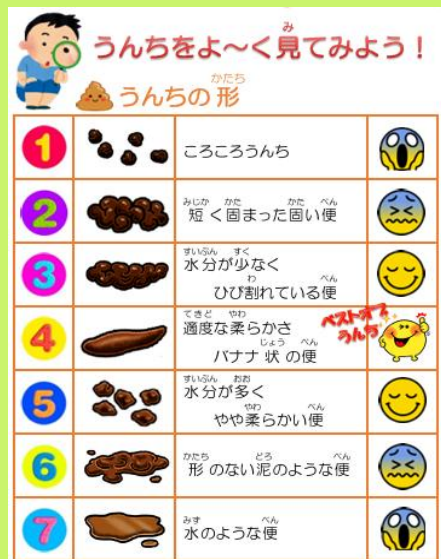 うんちをよ～く見てみよう！
うんちの形
1
ころころうんち
2
短く固まった固い便
3
水分が少なく
ひび割れている便
4
適度な柔らかさ
バナナ状の便
ベストオブ
うんち
5
水分が多く
やや柔らかい便
6
形のない泥のような便
7
水のような便